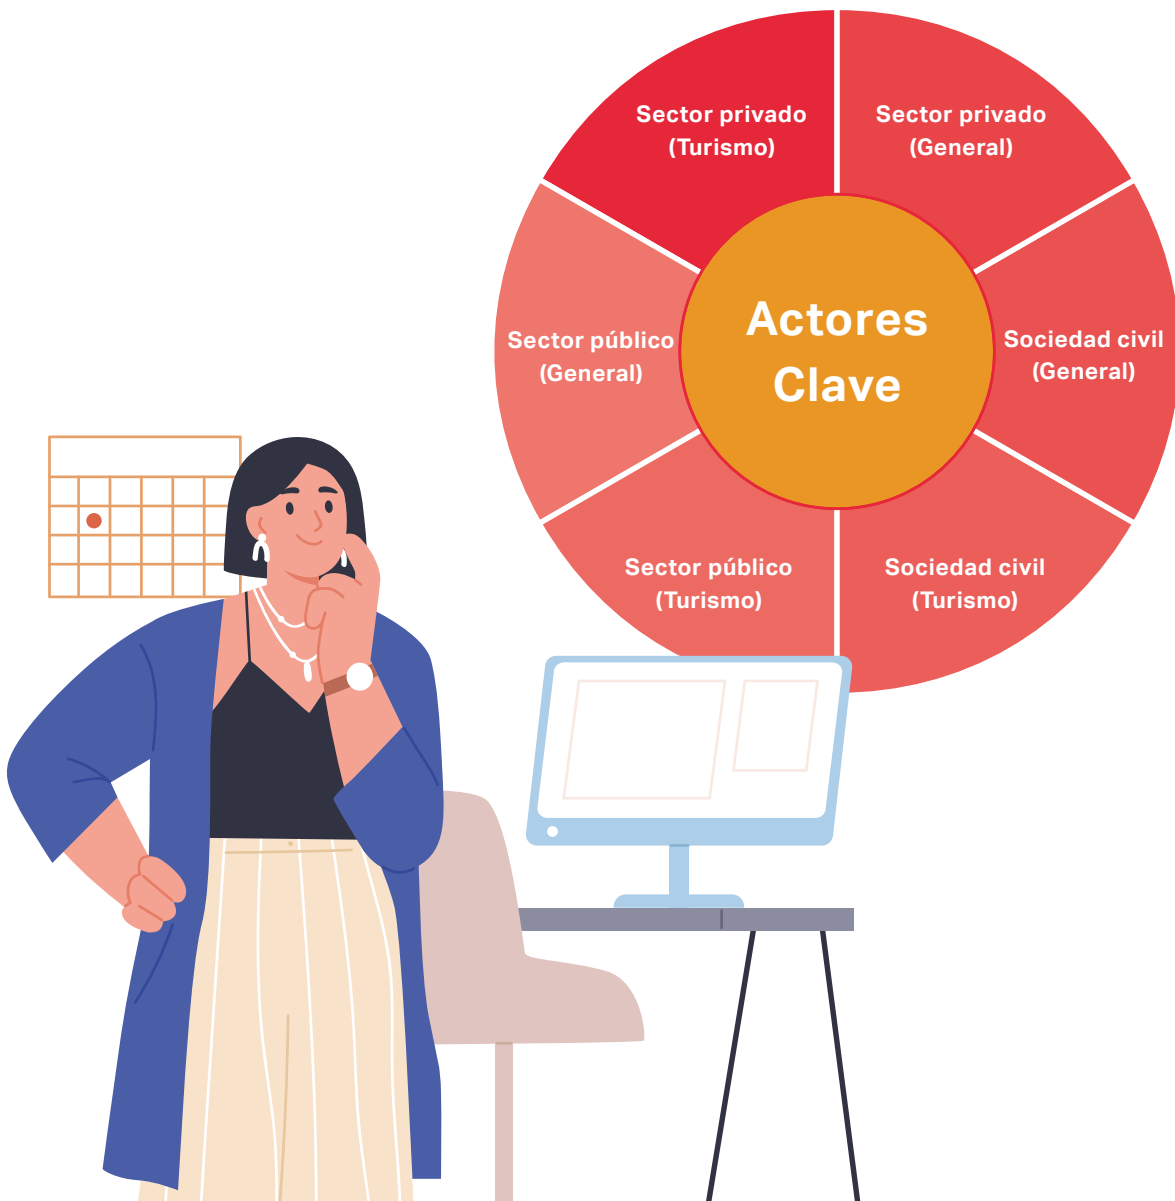 Sector privado
(Turismo)
Sector privado
(General)
Sector público
(General)
Actores
Clave
Sociedad civil
(General)
Sector público
(Turismo)
Sociedad civil
(Turismo)